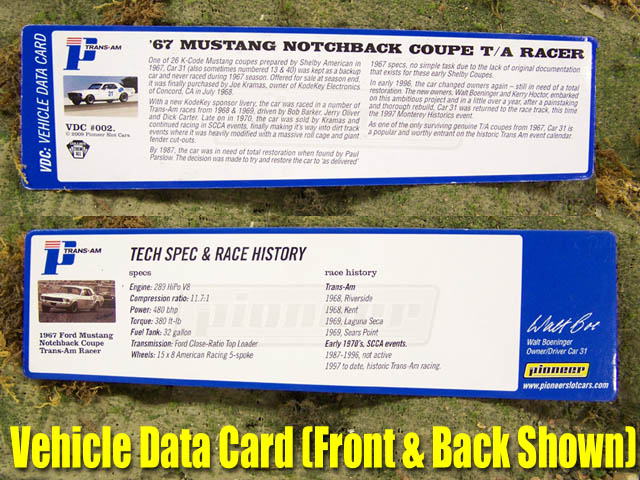 VDC: VEHICLE DATA CARD
TRANS-AM
'67 MUSTANG NOTCHBACK COUPE T/A RACER
VDC #002.
© 2009 Pioneer Slot Cars
One of 26 K-Code Mustang coupes prepared by Shelby American in
1967, Car 31 (also sometimes numbered 13 & 40) was kept as a backup
car and never raced during 1967 season. Offered for sale at season end,
it was finally purchased by Joe Kramas, owner of KodeKey Electronics
of Concord, CA in July 1968.
With a new KodeKey sponsor livery, the car was raced in a number of
Trans-Am races from 1968 & 1969, driven by Bob Barker, Jerry Oliver
and Dick Carter. Late on in 1970, the car was sold by Kramas and
continued racing in SCCA events, finally making it's way into dirt track
events where it was heavily modified with a massive roll cage and giant
fender cut-outs.
By 1987, the car was in need of total restoration when found by Paul
Parslow. The decision was made to try and restore the car to 'as delivered'
1967 specs, no simple task due to the lack of original documentation
that exists for these early Shelby Coupes.
In early 1996, the car changed owners again – still in need of a total
restoration. The new owners, Walt Boeninger and Kerry Hoctor, embarked
on this ambitious project and in a little over a year, after a painstaking
and thorough rebuild, Car 31 was returned to the race track, this time
the 1997 Monterey Historics event.
As one of the only surviving genuine T/A coupes from 1967, Car 31 is
a popular and worthy entrant on the historic Trans Am event calendar.
TRANS-AM
TECH SPEC & RACE HISTORY
1967 Ford Mustang
Notchback Coupe
Trans-Am Racer
specs
Engine: 289 HiPo V8
Compression ratio: 11.7:1
Power: 480 bhp
Torque: 380 ft-lb
Fuel Tank: 32 gallon
Transmission: Ford Close-Ratio Top Loader
Wheels: 15 x 8 American Racing 5-spoke
race history
Trans-Am
1968, Riverside
1968, Kent
1969, Laguna Seca
1969, Sears Point
Early 1970's, SCCA events.
1987-1996, not active
1997 to date, historic Trans-Am racing.
pioneer
Walt Boeninger
Owner/Driver Car 31
pioneer
www.pioneerslotcars.com
Vehicle Data Card (Front & Back Shown)